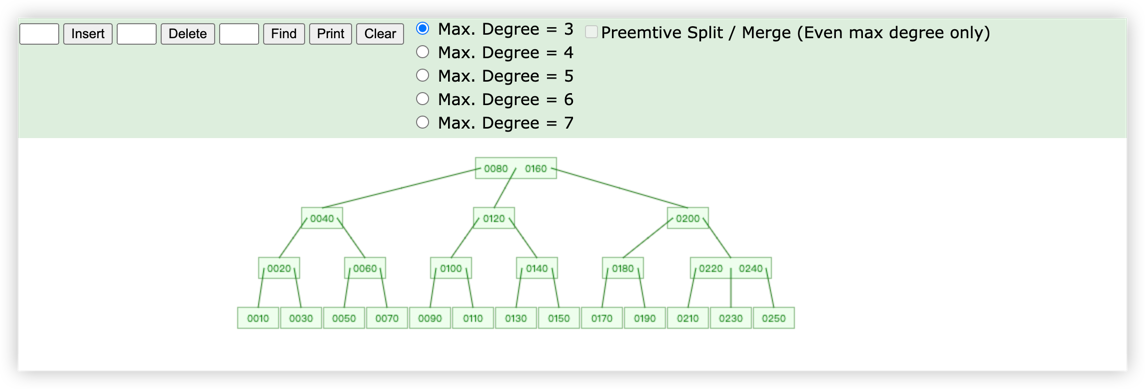 Insert Delete Find Print Clear Max. Degree = 3 Preemtive Split / Merge (Even max degree only)
Max. Degree = 4
Max. Degree = 5
Max. Degree = 6
Max. Degree = 7
0080 0160
0040 0120 0200
0020 0060 0100 0140 0180 0220 0240
0010 0030 0050 0070 0090 0110 0130 0150 0170 0190 0210 0230 0250